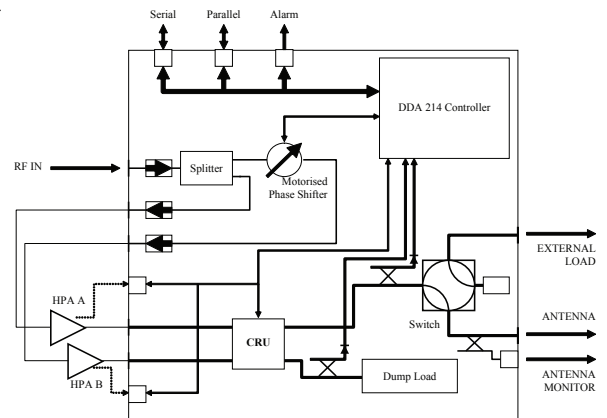 Serial
Parallel
Alarm
DDA 214 Controller
RF IN
Splitter
Motorised
Phase Shifter
EXTERNAL
LOAD
HPA A
Switch
ANTENNA
CRU
HPA B
Dump Load
ANTENNA
MONITOR